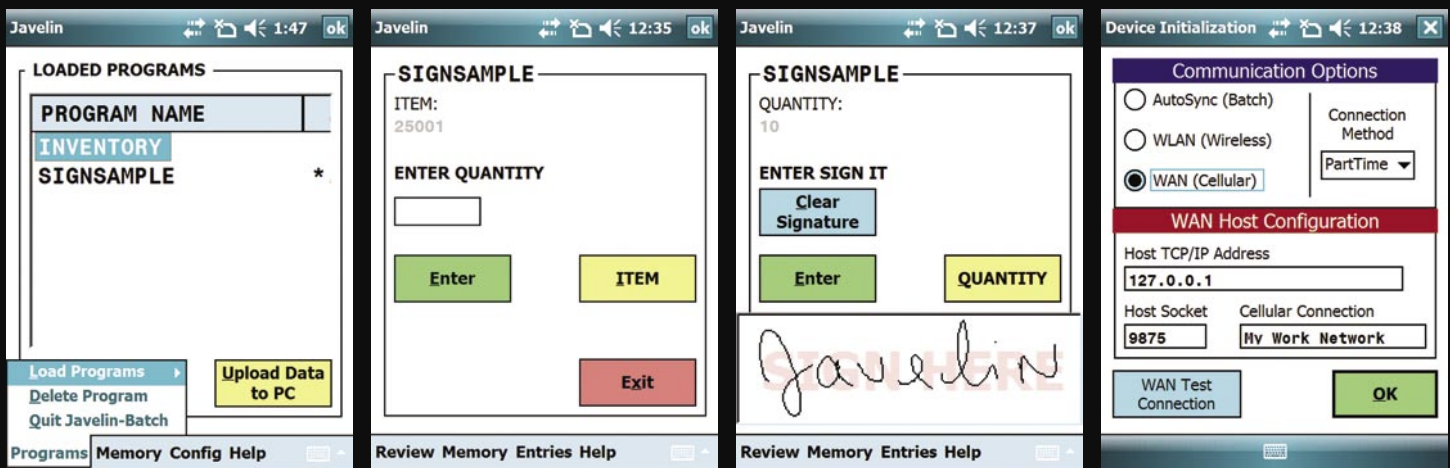 Javelin 1:47 ok
LOADED PROGRAMS
PROGRAM NAME
INVENTORY
SIGNSAMPLE *
Load Programs
Delete Program
Quit Javelin-Batch
Upload Data
to PC
Programs Memory Config Help
Javelin 12:35 ok
SIGNSAMPLE
ITEM:
25001
ENTER QUANTITY
Enter ITEM
Exit
Review Memory Entries Help
Javelin 12:37 ok
SIGNSAMPLE
QUANTITY:
10
ENTER SIGN IT
Clear
Signature
Enter QUANTITY
SIGN HERE
Javelin
Review Memory Entries Help
Device Initialization 12:38 X
Communication Options
AutoSync (Batch)
WLAN (Wireless)
WAN (Cellular)
Connection
Method
PartTime
WAN Host Configuration
Host TCP/IP Address
127.0.0.1
Host Socket Cellular Connection
9875 My Work Network
WAN Test
Connection
OK